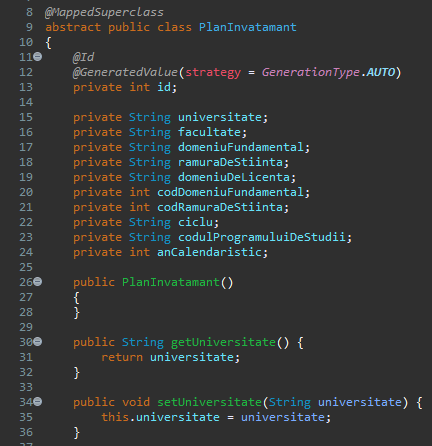 8 @MappedSuperclass
9 abstract public class PlanInvatamant
10 {
11 @Id
12 @GeneratedValue(strategy = GenerationType.AUTO)
13 private int id;
14
15 private String universitate;
16 private String facultate;
17 private String domeniuFundamental;
18 private String ramuraDeStiinta;
19 private String domeniuDeLicenta;
20 private int codDomeniuFundamental;
21 private int codRamuraDeStiinta;
22 private String ciclu;
23 private String codulProgramuluiDeStudii;
24 private int anCalendaristic;
25
26 public PlanInvatamant()
27 {
28 }
29
30 public String getUniversitate() {
31 return universitate;
32 }
33
34 public void setUniversitate(String universitate) {
35 this.universitate = universitate;
36 }